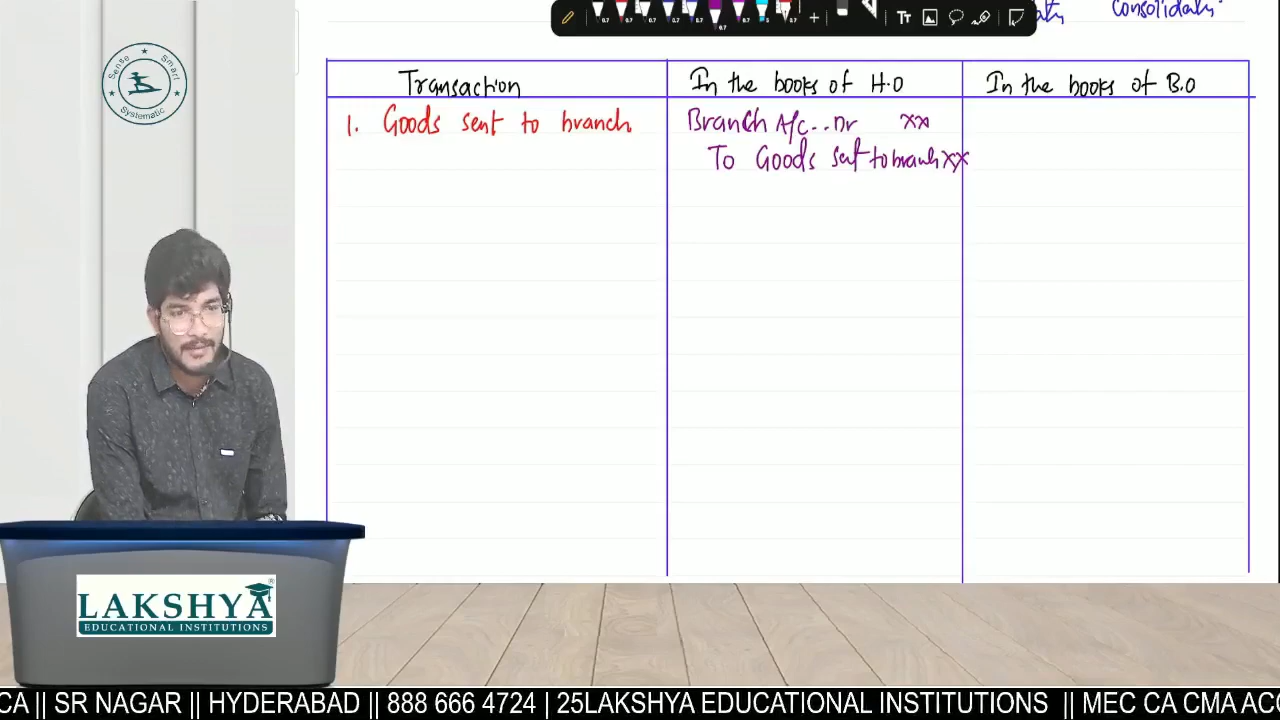 Consolidaty
Transaction
In the books of H.O
In the books of B.O
1. Goods sent to branch
Branch A/c..Dr xx
To Goods sent to branch xx
Sense Smart
Systematic
LAKSHYA
EDUCATIONAL INSTITUTIONS
CA || SR NAGAR || HYDERABAD || 888 666 4724 | 25LAKSHYA EDUCATIONAL INSTITUTIONS || MEC CA CMA ACC